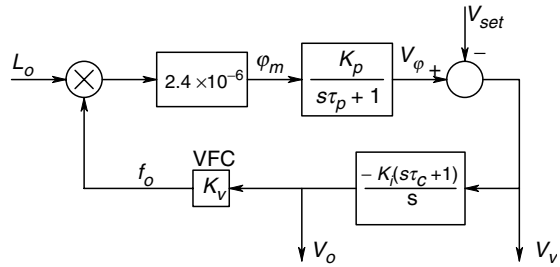 V_set
−
L_o
2.4 ×10⁻⁶
φ_m
K_p
sτ_p + 1
V_φ
+
VFC
f_o
K_v
− K_i(sτ_c +1)
s
V_o
V_v